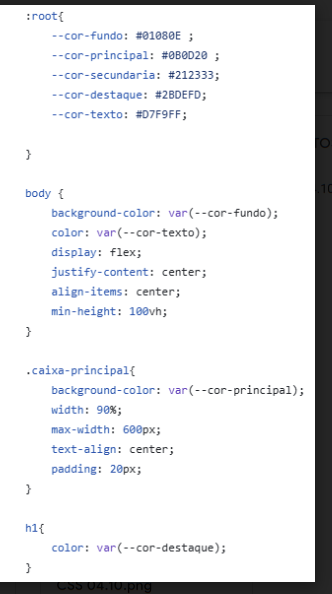 :root{
--cor-fundo: #01080E ;
--cor-principal: #0B0D20 ;
--cor-secundaria: #212333;
--cor-destaque: #2BDEFD;
--cor-texto: #D7F9FF;
}
body {
background-color: var(--cor-fundo);
color: var(--cor-texto);
display: flex;
justify-content: center;
align-items: center;
min-height: 100vh;
}
.caixa-principal{
background-color: var(--cor-principal);
width: 90%;
max-width: 600px;
text-align: center;
padding: 20px;
}
h1{
color: var(--cor-destaque);
}
CSS 04.10.png